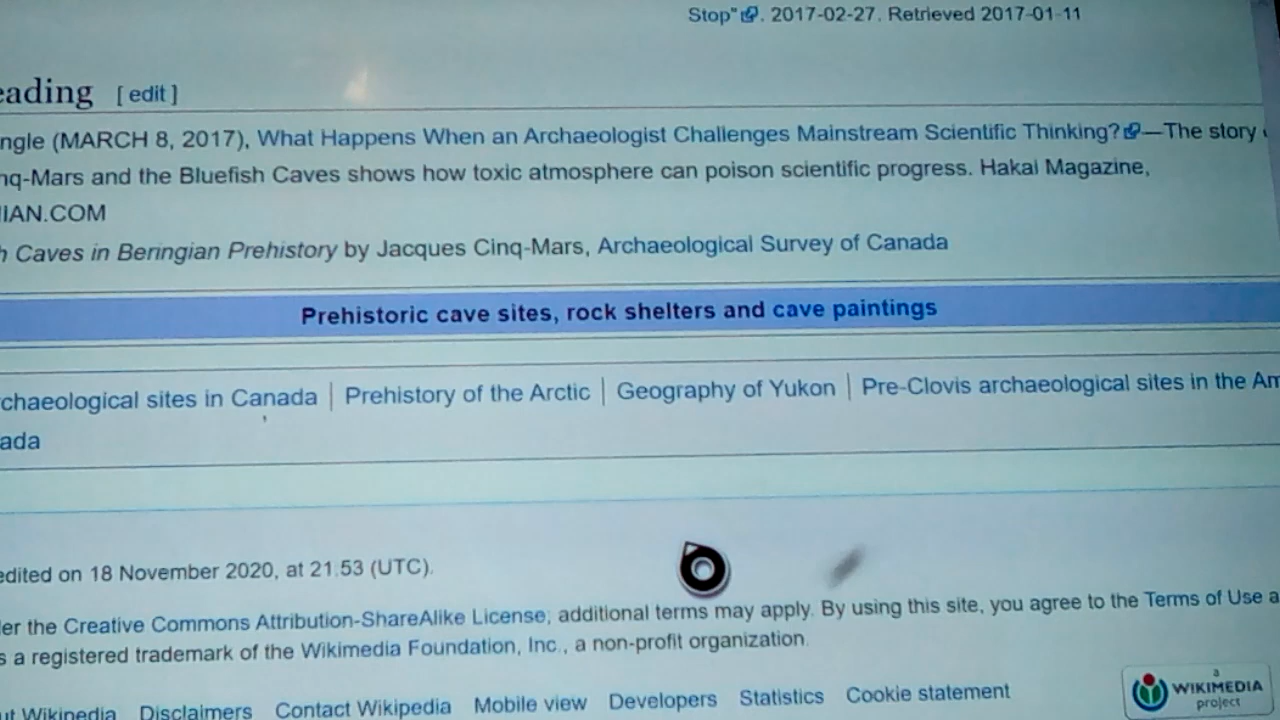 Stop". 2017-02-27. Retrieved 2017-01-11
eading [ edit ]
ngle (MARCH 8, 2017), What Happens When an Archaeologist Challenges Mainstream Scientific Thinking?—The story
nq-Mars and the Bluefish Caves shows how toxic atmosphere can poison scientific progress. Hakai Magazine,
IAN.COM
h Caves in Beringian Prehistory by Jacques Cinq-Mars, Archaeological Survey of Canada
Prehistoric cave sites, rock shelters and cave paintings
chaeological sites in Canada | Prehistory of the Arctic | Geography of Yukon | Pre-Clovis archaeological sites in the Am
ada
edited on 18 November 2020, at 21:53 (UTC).
er the Creative Commons Attribution-ShareAlike License; additional terms may apply. By using this site, you agree to the Terms of Use a
s a registered trademark of the Wikimedia Foundation, Inc., a non-profit organization.
ut Wikipedia Disclaimers Contact Wikipedia Mobile view Developers Statistics Cookie statement
a
WIKIMEDIA
project